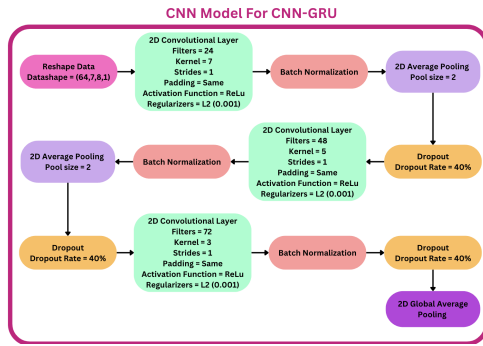 CNN Model For CNN-GRU
Reshape Data
Datashape = (64,7,8,1)
2D Convolutional Layer
Filters = 24
Kernel = 7
Strides = 1
Padding = Same
Activation Function = ReLu
Regularizers = L2 (0.001)
Batch Normalization
2D Average Pooling
Pool size = 2
2D Average Pooling
Pool size = 2
Batch Normalization
2D Convolutional Layer
Filters = 48
Kernel = 5
Strides = 1
Padding = Same
Activation Function = ReLu
Regularizers = L2 (0.001)
Dropout
Dropout Rate = 40%
Dropout
Dropout Rate = 40%
2D Convolutional Layer
Filters = 72
Kernel = 3
Strides = 1
Padding = Same
Activation Function = ReLu
Regularizers = L2 (0.001)
Batch Normalization
Dropout
Dropout Rate = 40%
2D Global Average
Pooling